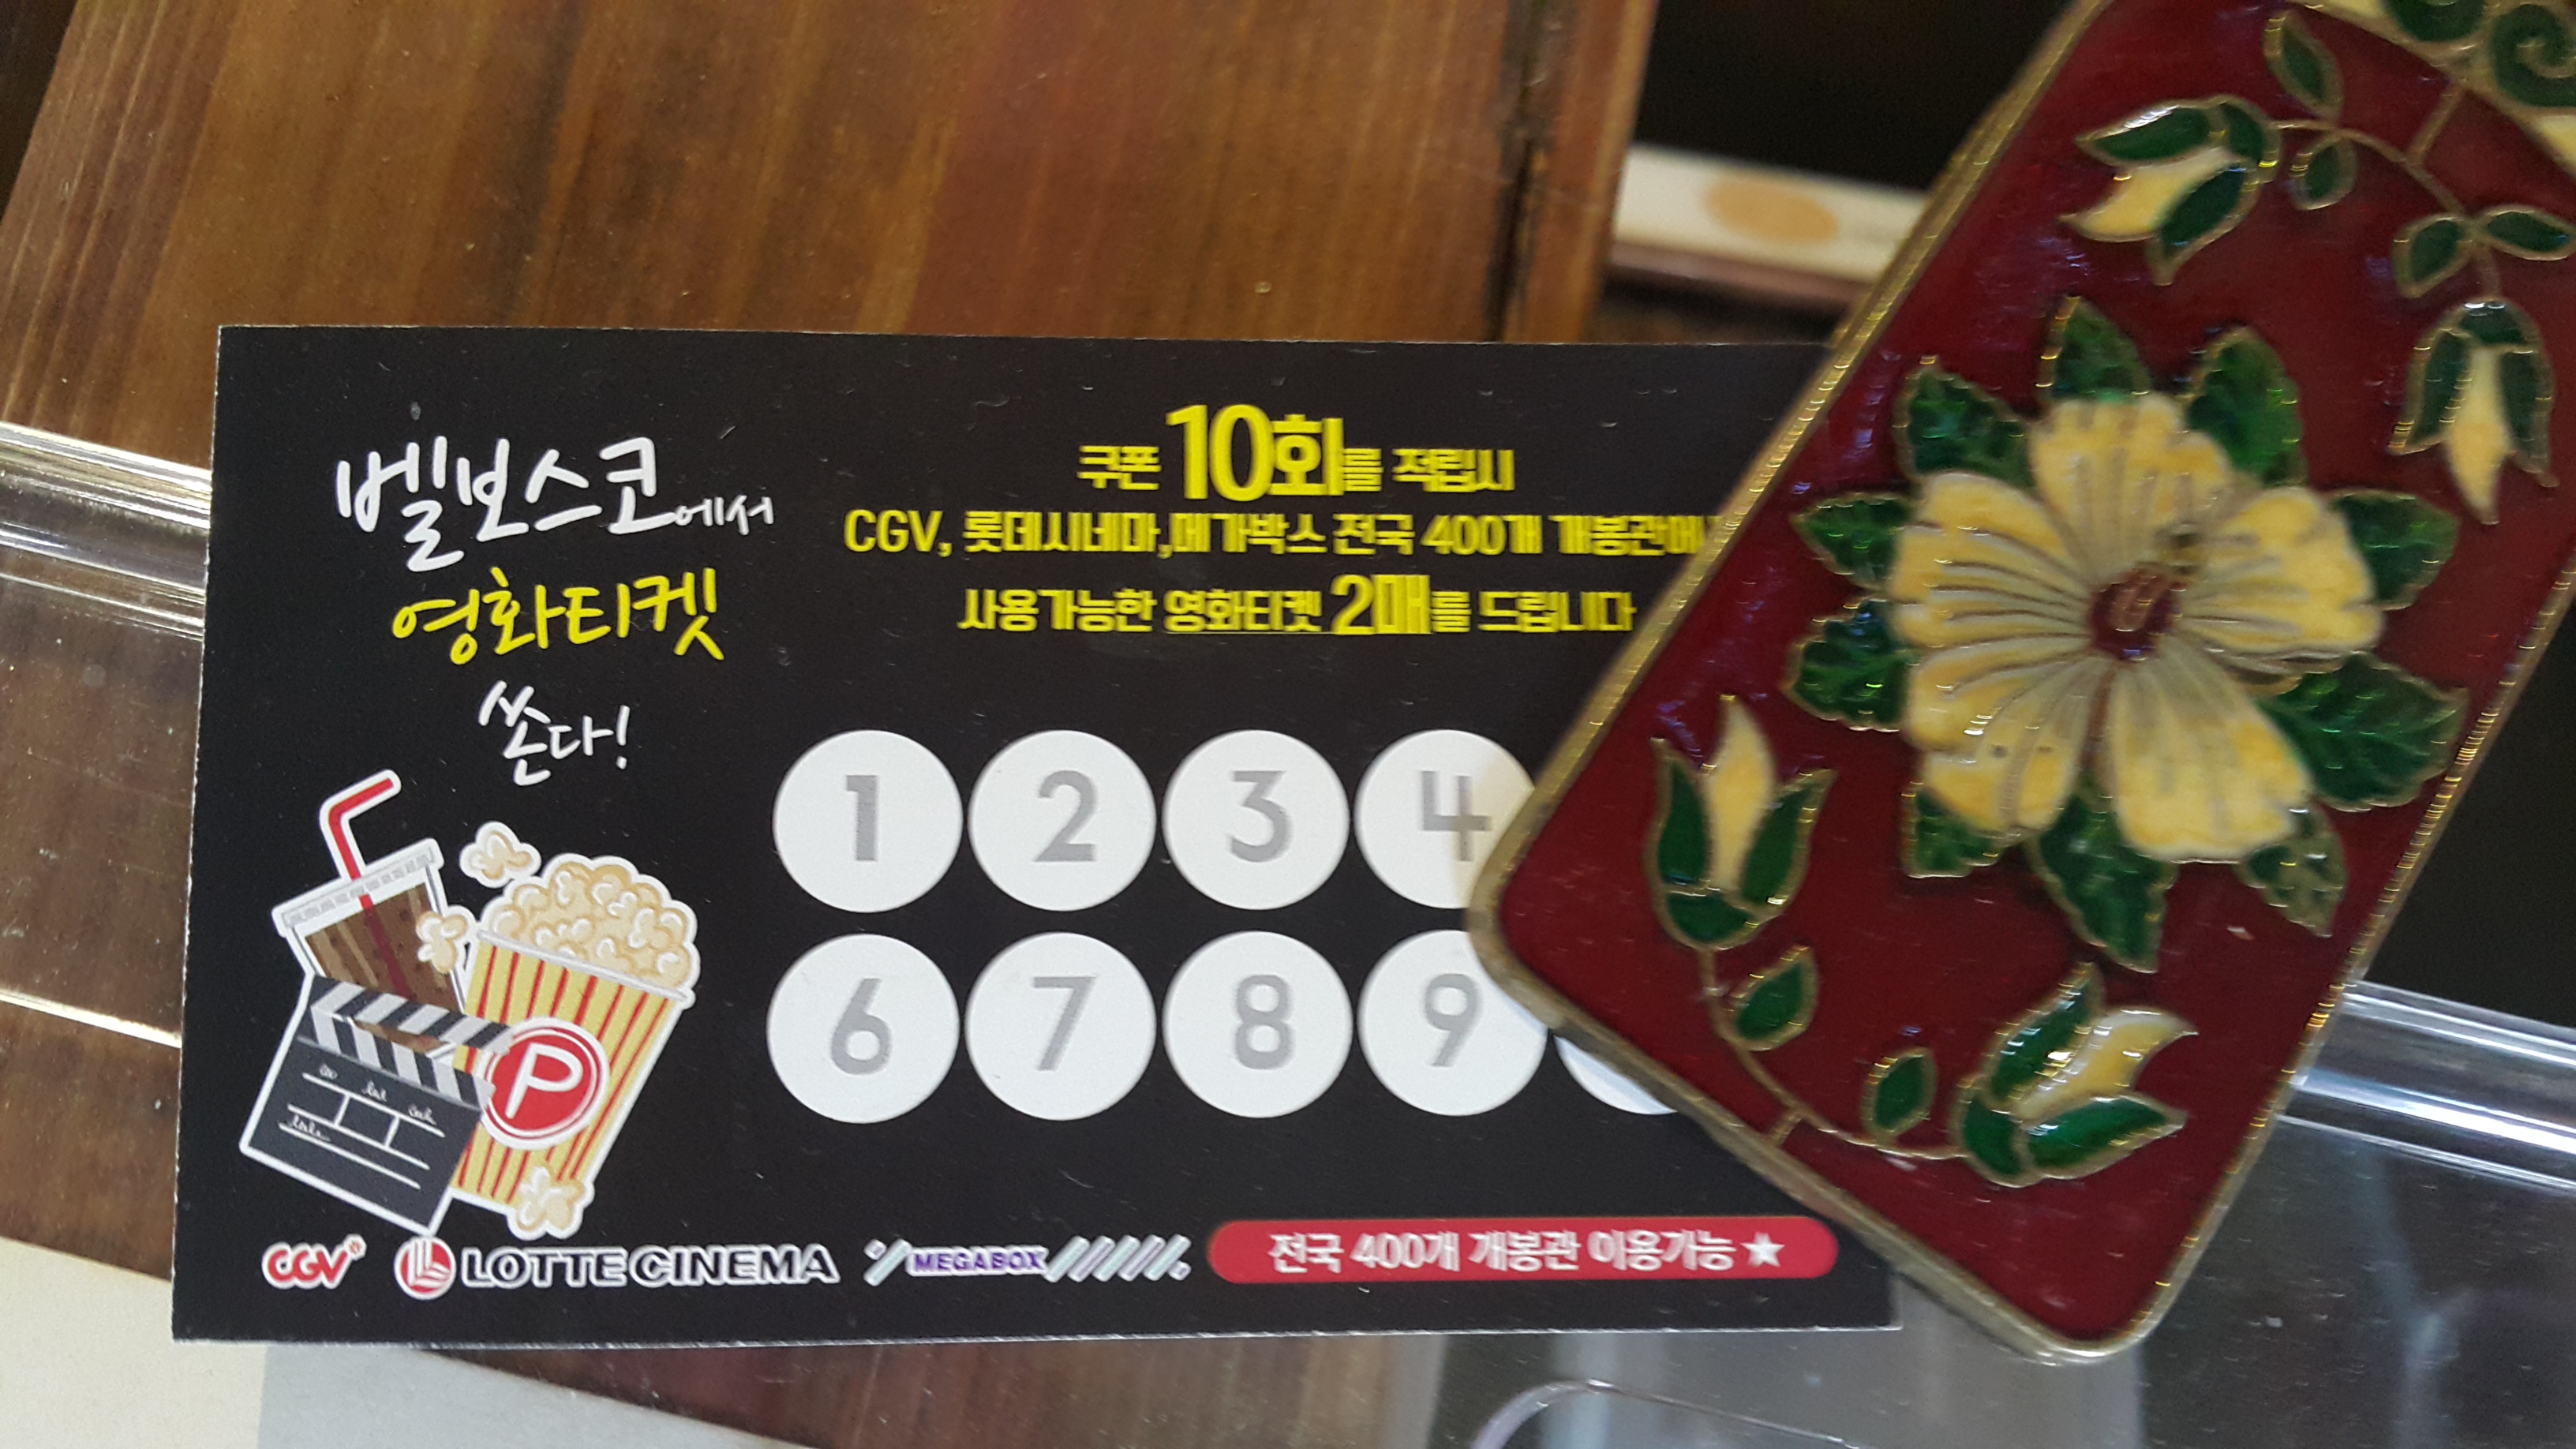 벨보스코에서
영화티켓
쏜다!
쿠폰 10회를 적립시
CGV, 롯데시네마,메가박스 전국 400개
사용가능한 영화티켓 2매를 드립니다
1 2 3 4
6 7 8 9
P
CGV LOTTE CINEMA MEGABOX 전국 400개 개봉관 이용가능 ★